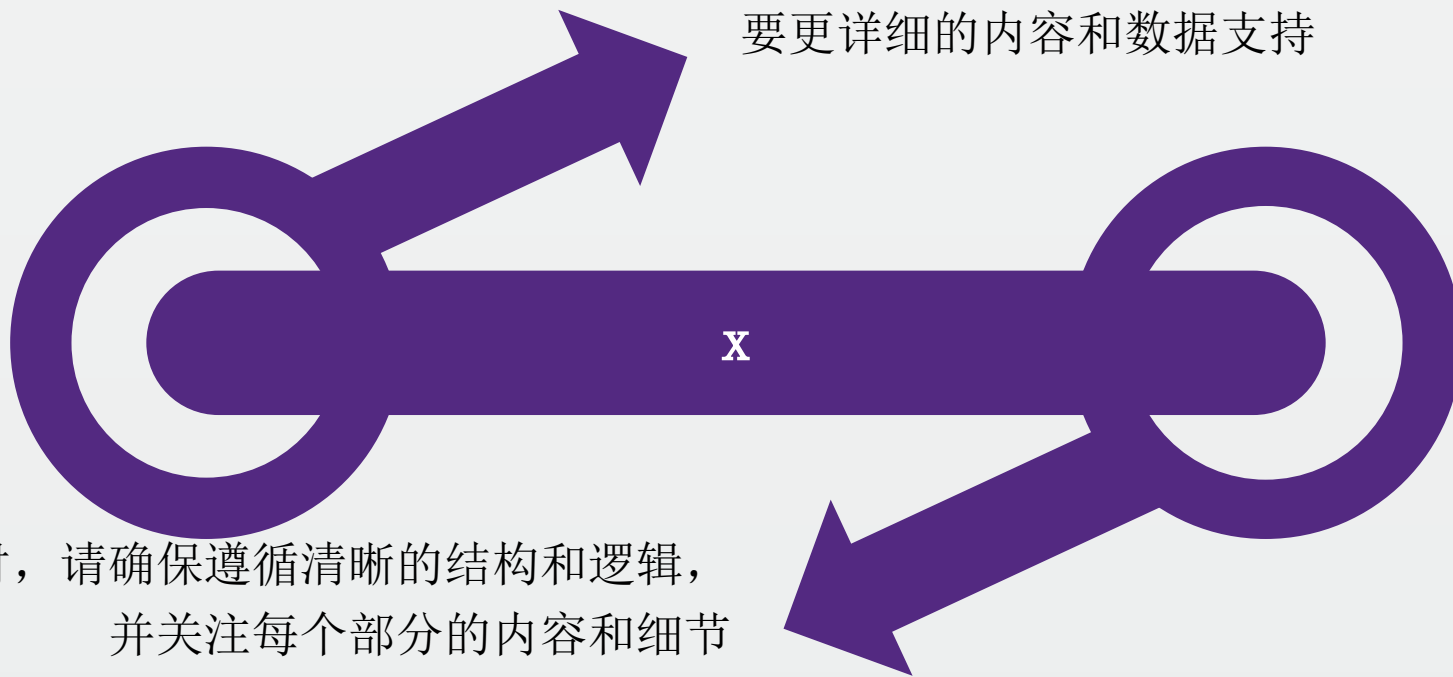 要更详细的内容和数据支持
x
，请确保遵循清晰的结构和逻辑，
并关注每个部分的内容和细节